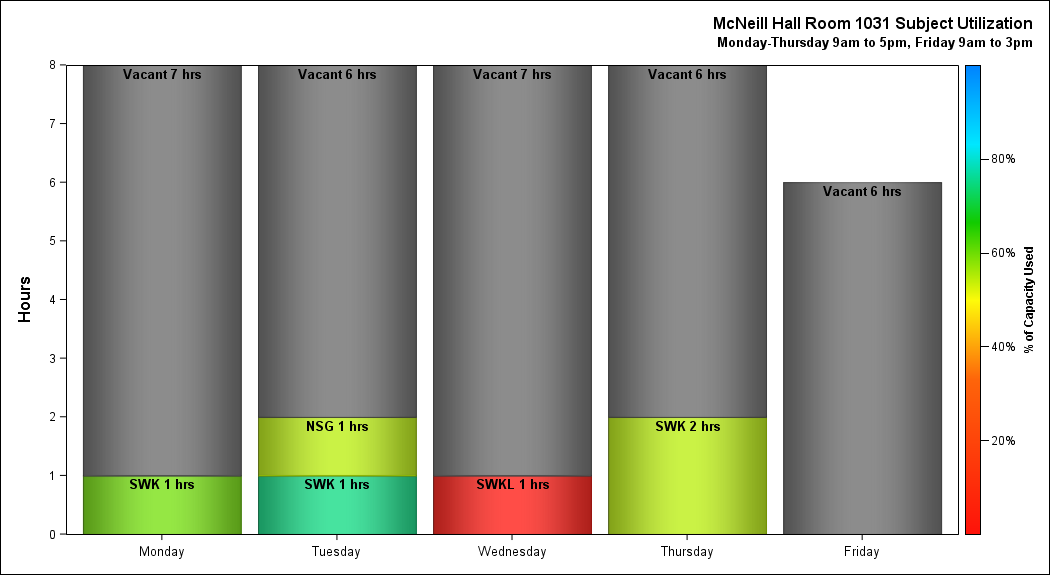 McNeill Hall Room 1031 Subject Utilization
Monday-Thursday 9am to 5pm, Friday 9am to 3pm
Hours
8
7
6
5
4
3
2
1
0
Vacant 7 hrs
SWK 1 hrs
Vacant 6 hrs
NSG 1 hrs
SWK 1 hrs
Vacant 7 hrs
SWKL 1 hrs
Vacant 6 hrs
SWK 2 hrs
Vacant 6 hrs
Monday
Tuesday
Wednesday
Thursday
Friday
80%
60%
40%
20%
% of Capacity Used